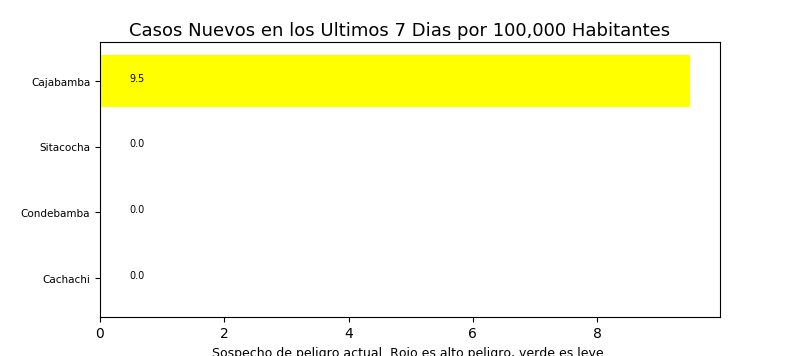 Casos Nuevos en los Ultimos 7 Dias por 100,000 Habitantes
Cajabamba 9.5
Sitacocha 0.0
Condebamba 0.0
Cachachi 0.0
0 2 4 6 8
Sospecho de peligro actual. Rojo es alto peligro, verde es leve